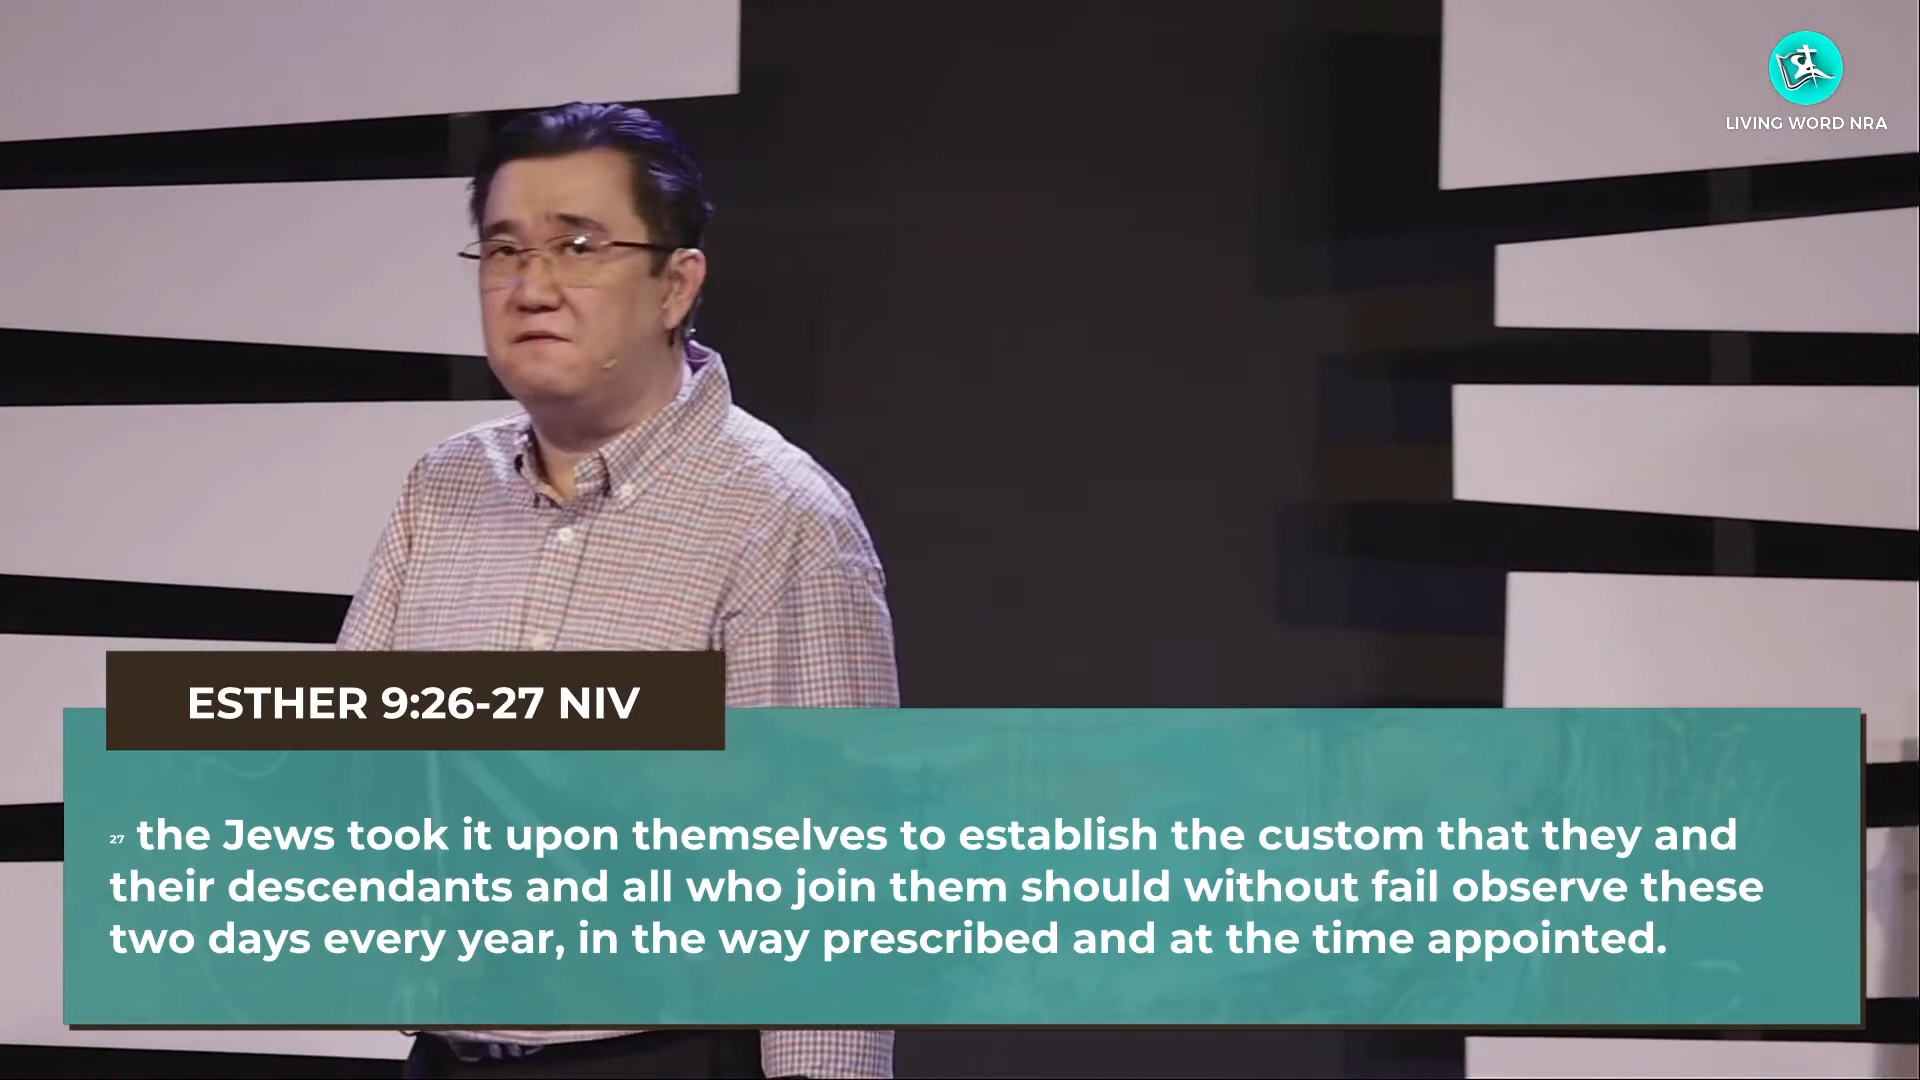 LIVING WORD NRA
ESTHER 9:26-27 NIV
27 the Jews took it upon themselves to establish the custom that they and
their descendants and all who join them should without fail observe these
two days every year, in the way prescribed and at the time appointed.